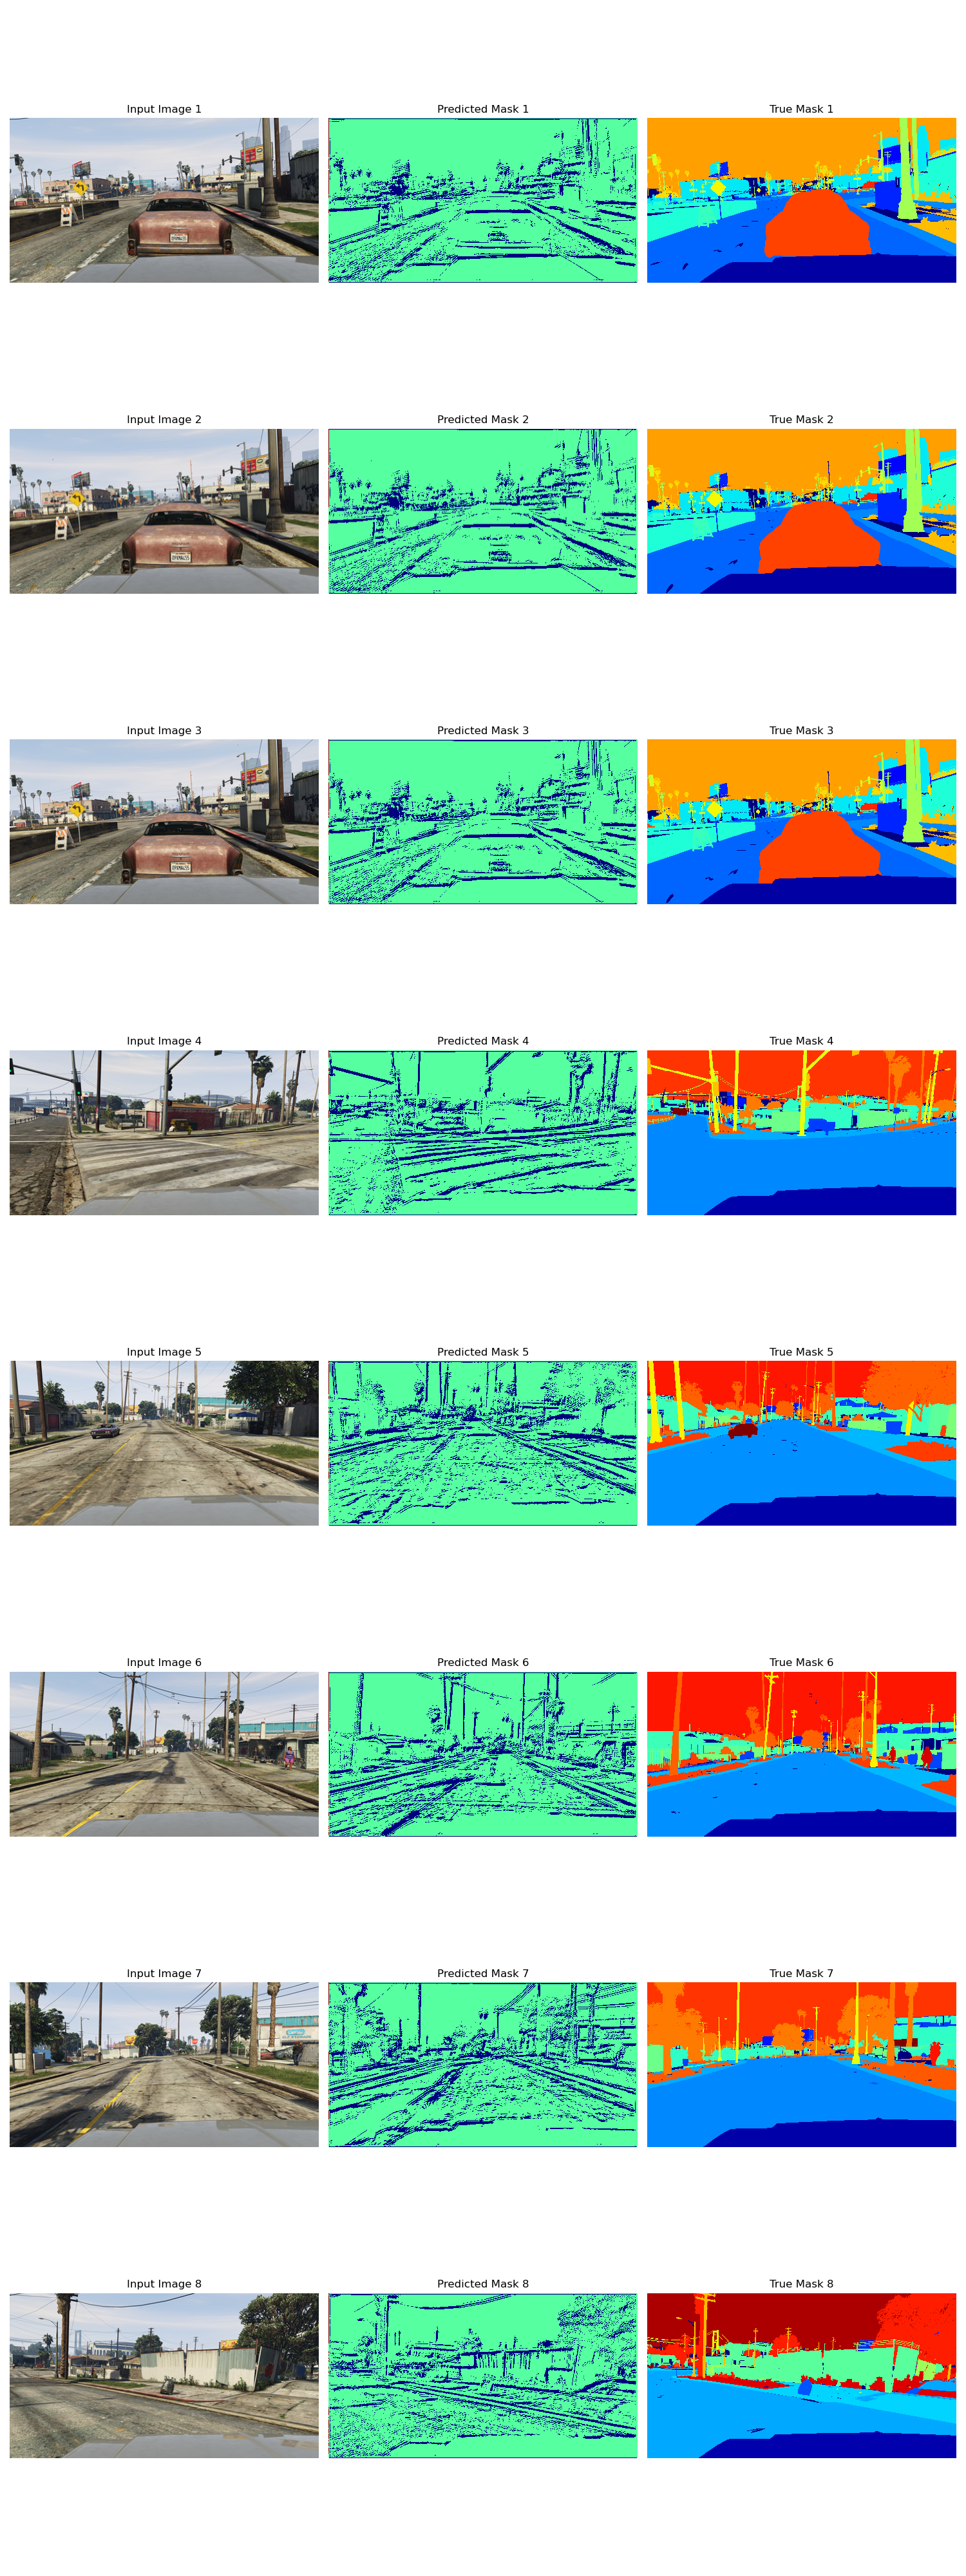 Input Image 1 Predicted Mask 1 True Mask 1
Input Image 2 Predicted Mask 2 True Mask 2
Input Image 3 Predicted Mask 3 True Mask 3
Input Image 4 Predicted Mask 4 True Mask 4
Input Image 5 Predicted Mask 5 True Mask 5
Input Image 6 Predicted Mask 6 True Mask 6
Input Image 7 Predicted Mask 7 True Mask 7
Input Image 8 Predicted Mask 8 True Mask 8